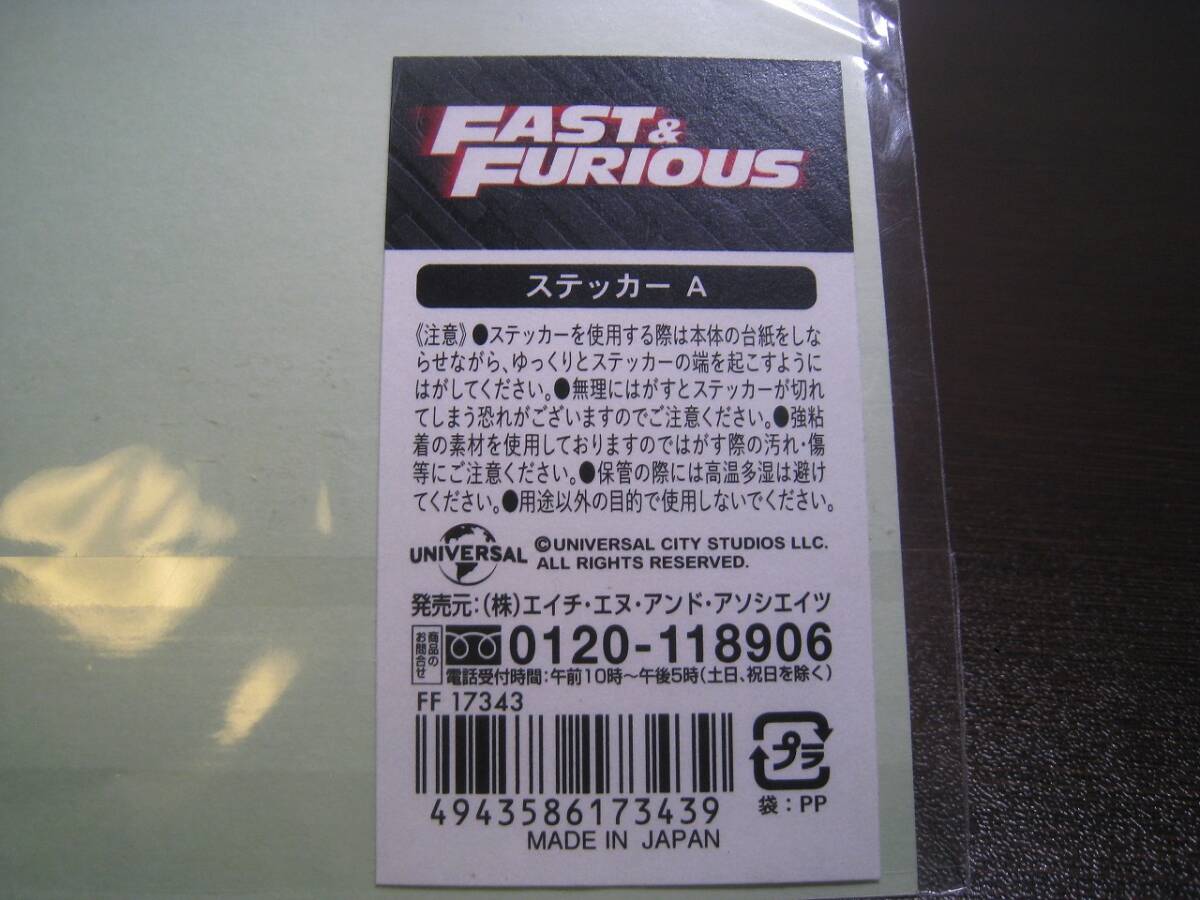 FAST &
FURIOUS
ステッカー A
《注意》●ステッカーを使用する際は本体の台紙をしな
らせながら、ゆっくりとステッカーの端を起こすように
はがしてください。●無理にはがすとステッカーが切れ
てしまう恐れがございますのでご注意ください。●強粘
着の素材を使用しておりますのではがす際の汚れ・傷
等にご注意ください。●保管の際には高温多湿は避け
てください。●用途以外の目的で使用しないでください。
UNIVERSAL
©UNIVERSAL CITY STUDIOS LLC.
ALL RIGHTS RESERVED.
発売元:(株)エイチ・エヌ・アンド・アソシエイツ
商品の
お問合せ
0120-118906
電話受付時間:午前10時〜午後5時(土日、祝日を除く)
FF 17343
4943586173439
プラ
袋:PP
MADE IN JAPAN